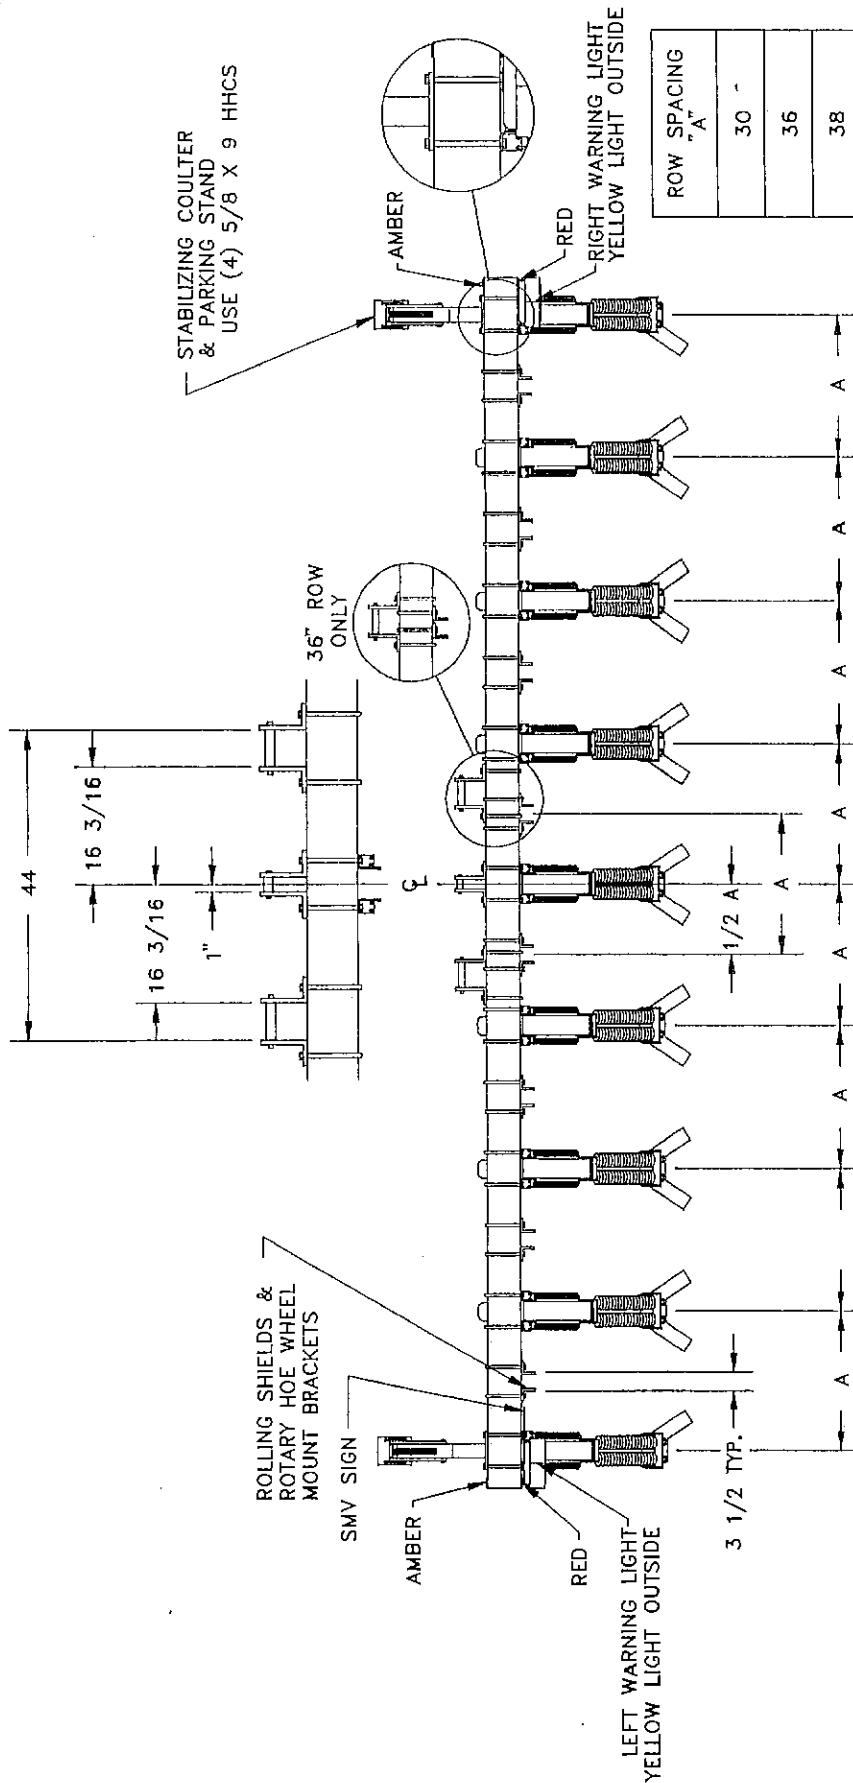 STABILIZING COULTER
& PARKING STAND
USE (4) 5/8 X 9 HHCS
AMBER
RED
RIGHT WARNING LIGHT
YELLOW LIGHT OUTSIDE
44
16 3/16
16 3/16
1"
36" ROW
ONLY
℄
ROLLING SHIELDS &
ROTARY HOE WHEEL
MOUNT BRACKETS
SMV SIGN
AMBER
RED
LEFT WARNING LIGHT
YELLOW LIGHT OUTSIDE
3 1/2 TYP.
1/2 A
A
A
A
A
A
A
A
A
A
ROW SPACING
"A"
30
36
38